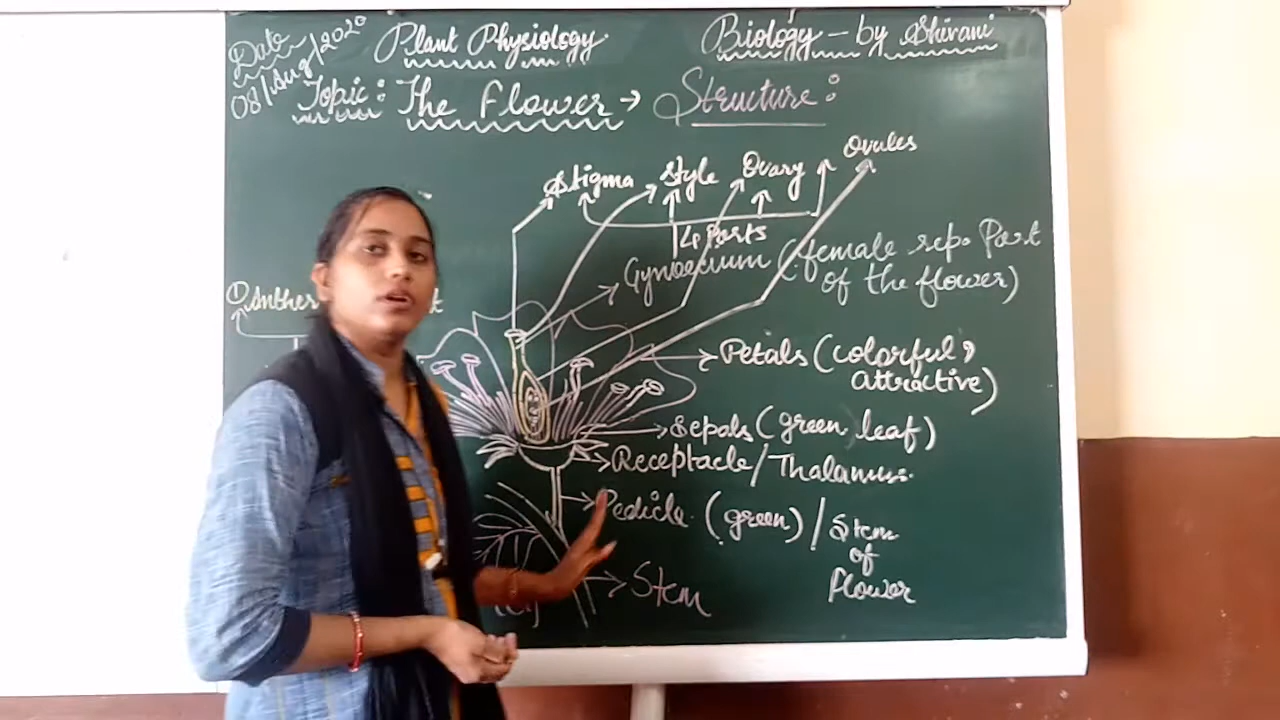 Date
08/Aug/2020
Plant Physiology.
Biology - by Shivani
Topic: The Flower → Structure:
Stigma Style Ovary Ovules
4 Parts
Gynoecium (female rep. Part
of the flower)
① Anther
Petals (colorful,
attractive)
Sepals (green leaf)
Receptacle/Thalamus.
Pedicle. (green) / Stem
of
flower
Stem